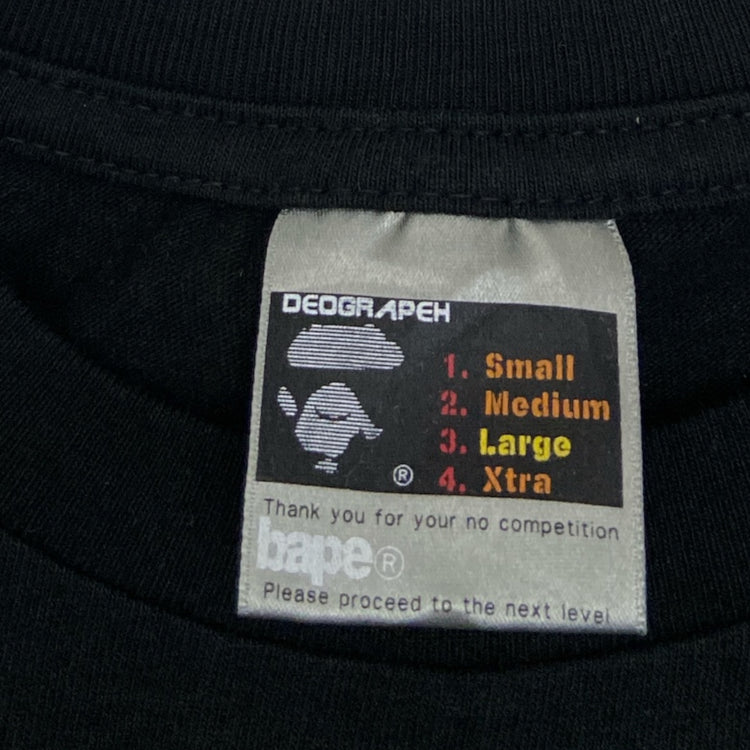 DEOGRAPEH
1. Small
2. Medium
3. Large
4. Xtra
®
Thank you for your no competition
bape®
Please proceed to the next level